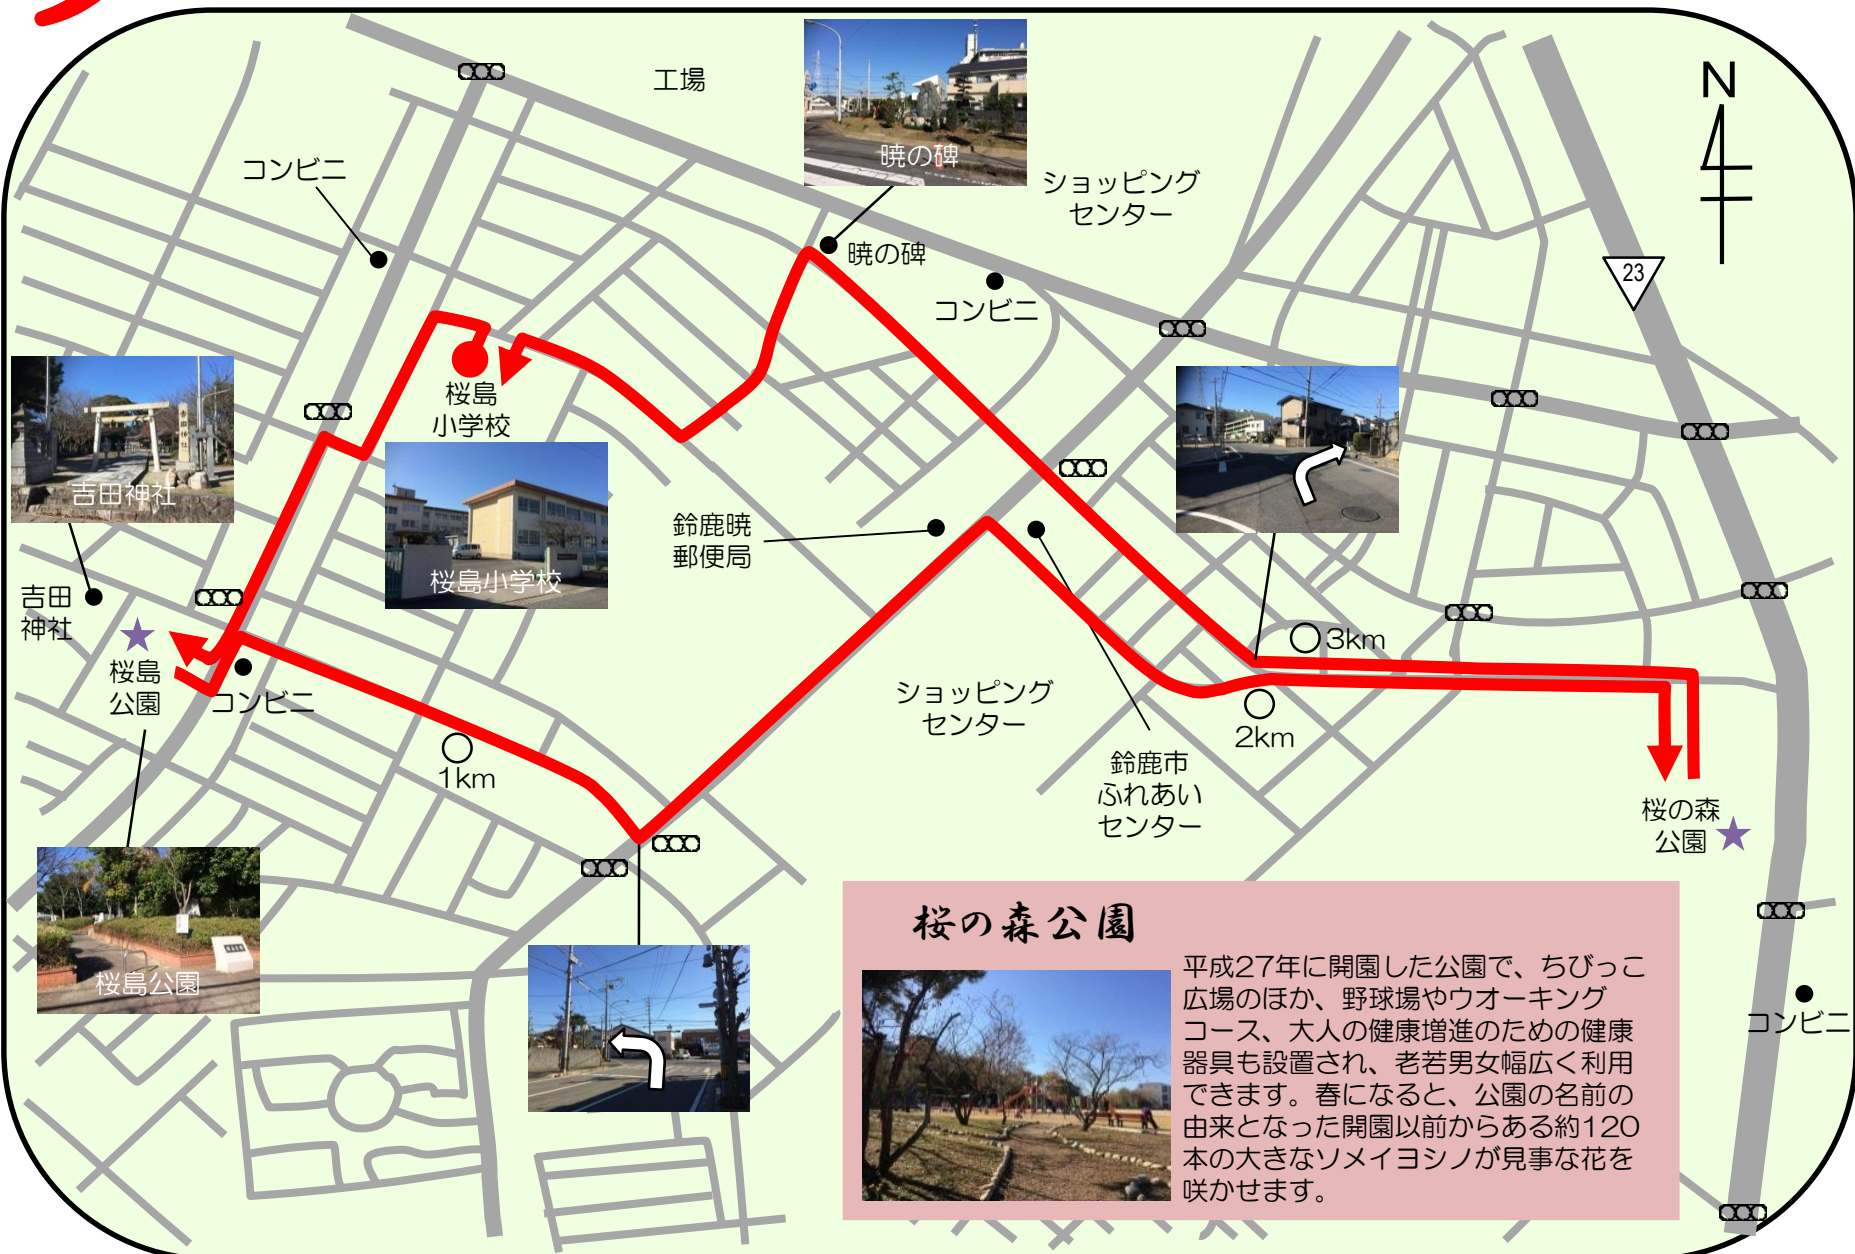 工場
N
コンビニ
暁の碑
ショッピング
センター
暁の碑
23
コンビニ
桜島
小学校
吉田神社
桜島小学校
鈴鹿暁
郵便局
吉田
神社
桜島
公園
コンビニ
3km
2km
1km
ショッピング
センター
鈴鹿市
ふれあい
センター
桜の森
公園
桜島公園
コンビニ
桜の森公園
平成27年に開園した公園で、ちびっこ
広場のほか、野球場やウオーキング
コース、大人の健康増進のための健康
器具も設置され、老若男女幅広く利用
できます。春になると、公園の名前の
由来となった開園以前からある約120
本の大きなソメイヨシノが見事な花を
咲かせます。